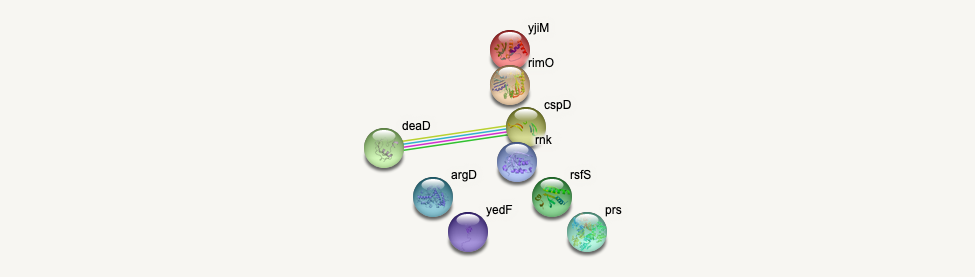 yjiM
rimO
cspD
deaD
rnk
argD
rsfS
yedF
prs